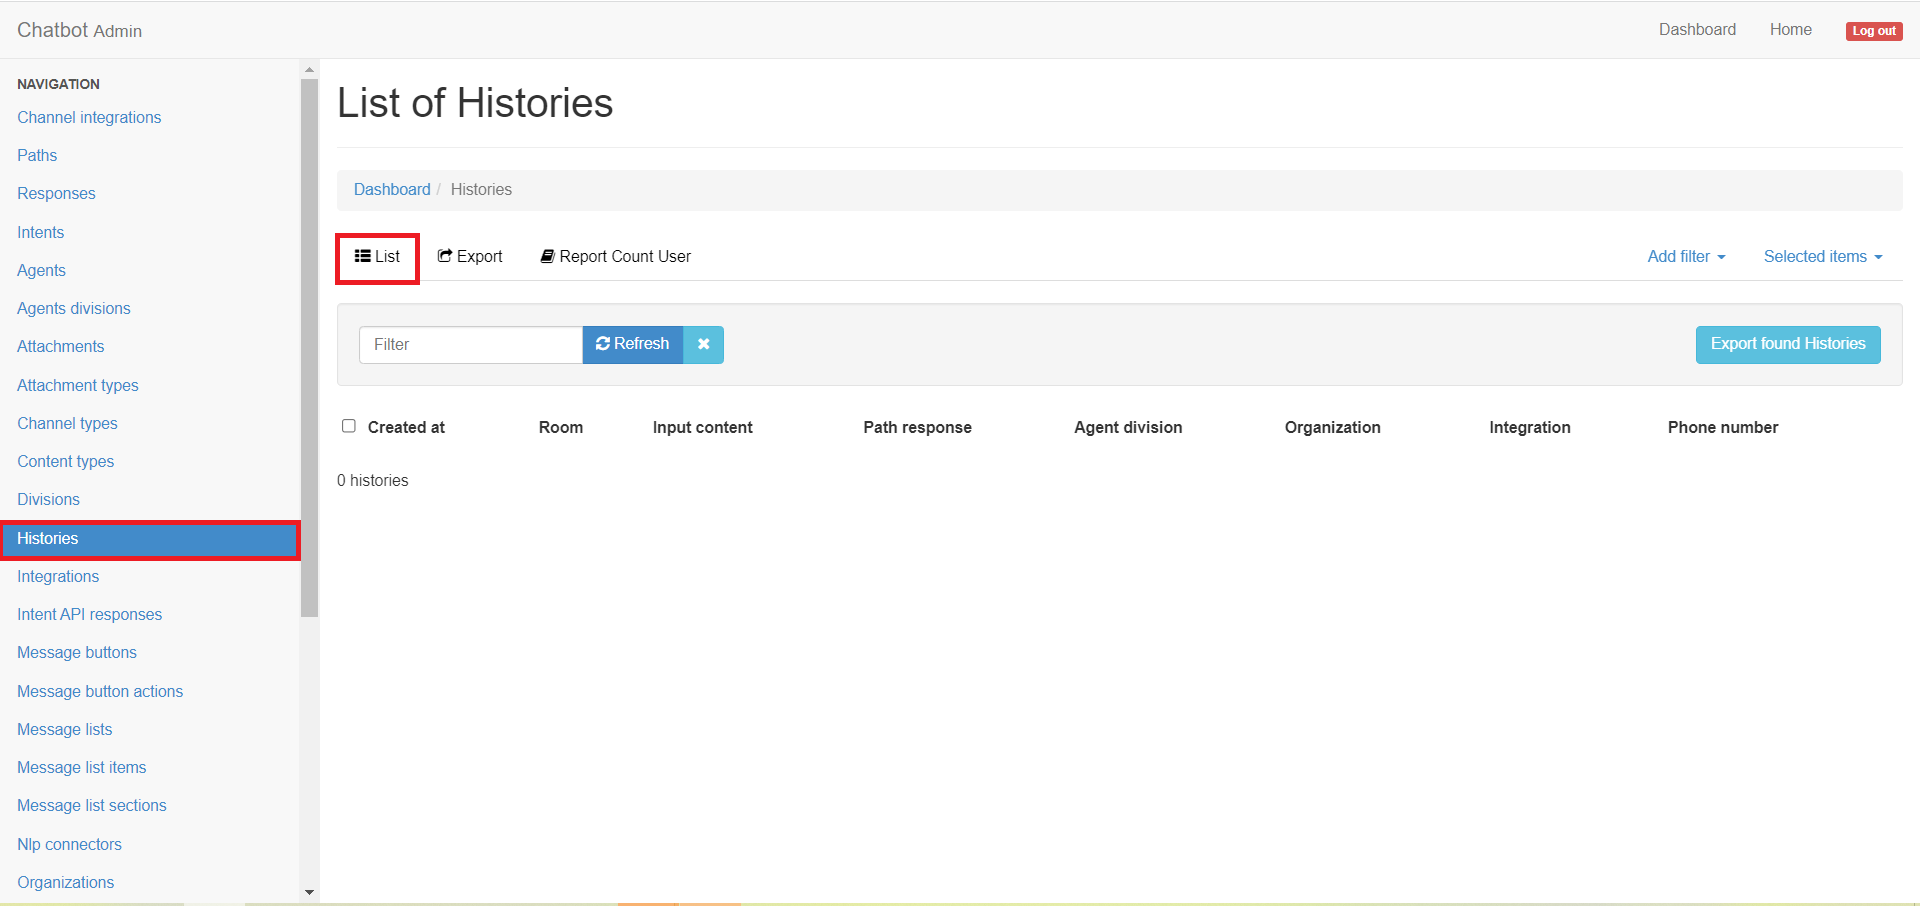 Chatbot Admin
Dashboard Home Log out
NAVIGATION
Channel integrations
Paths
Responses
Intents
Agents
Agents divisions
Attachments
Attachment types
Channel types
Content types
Divisions
Histories
Integrations
Intent API responses
Message buttons
Message button actions
Message lists
Message list items
Message list sections
Nlp connectors
Organizations
List of Histories
Dashboard / Histories
List Export Report Count User Add filter Selected items
Filter Refresh Export found Histories
Created at Room Input content Path response Agent division Organization Integration Phone number
0 histories